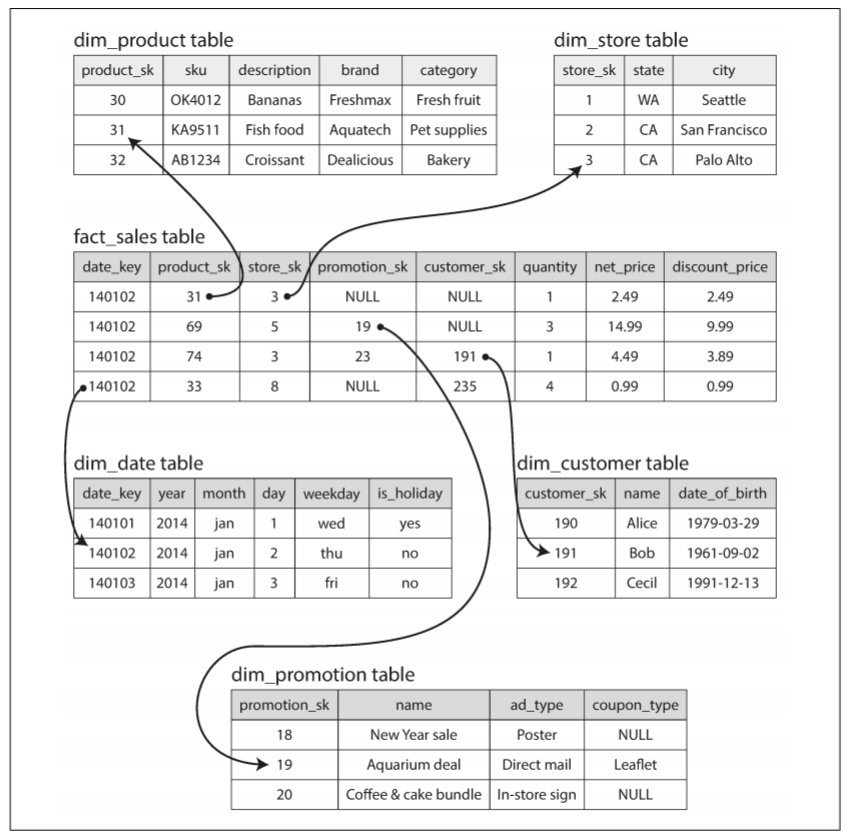 dim_product table
product_sk sku description brand category
30 OK4012 Bananas Freshmax Fresh fruit
31 KA9511 Fish food Aquatech Pet supplies
32 AB1234 Croissant Dealicious Bakery
dim_store table
store_sk state city
1 WA Seattle
2 CA San Francisco
3 CA Palo Alto
fact_sales table
date_key product_sk store_sk promotion_sk customer_sk quantity net_price discount_price
140102 31 3 NULL NULL 1 2.49 2.49
140102 69 5 19 NULL 3 14.99 9.99
140102 74 3 23 191 1 4.49 3.89
140102 33 8 NULL 235 4 0.99 0.99
dim_date table
date_key year month day weekday is_holiday
140101 2014 jan 1 wed yes
140102 2014 jan 2 thu no
140103 2014 jan 3 fri no
dim_customer table
customer_sk name date_of_birth
190 Alice 1979-03-29
191 Bob 1961-09-02
192 Cecil 1991-12-13
dim_promotion table
promotion_sk name ad_type coupon_type
18 New Year sale Poster NULL
19 Aquarium deal Direct mail Leaflet
20 Coffee & cake bundle In-store sign NULL